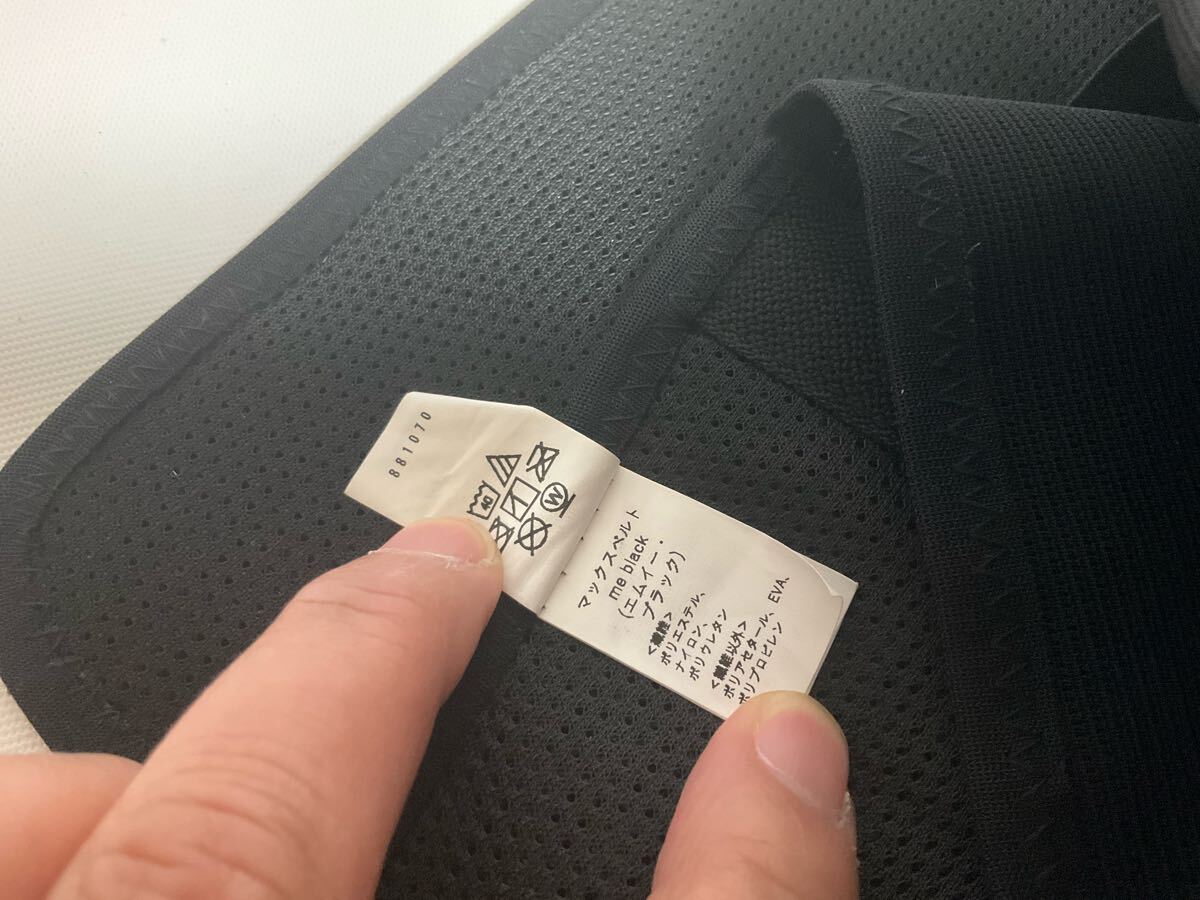 881070
40
W
マックスベルト
me black
(エムイー・
ブラック)
<繊維>
ポリエステル、
ナイロン、
ポリウレタン
<繊維以外>
ポリアセタール、EVA、
ポリプロピレン